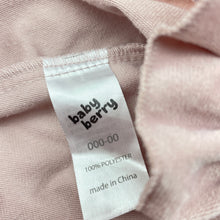 baby
berry
000-00
100% POLYESTER
made in China